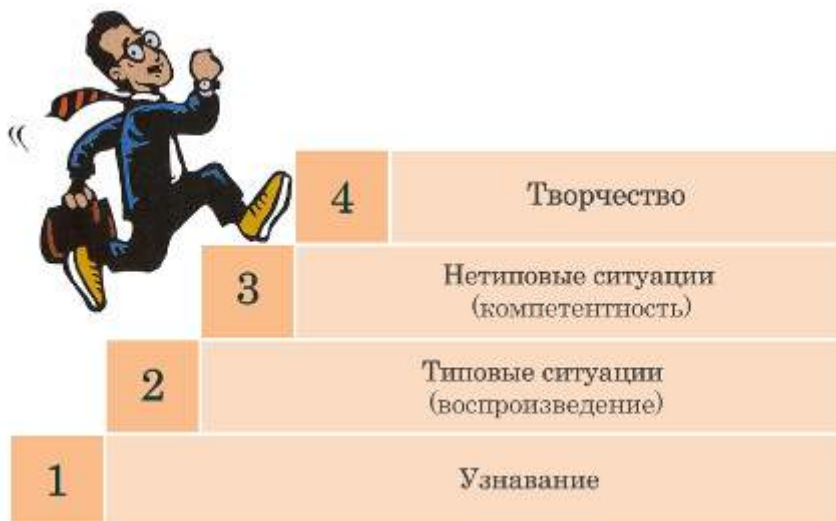 4
Творчество
3
Нетиповые ситуации
(компетентность)
2
Типовые ситуации
(воспроизведение)
1
Узнавание